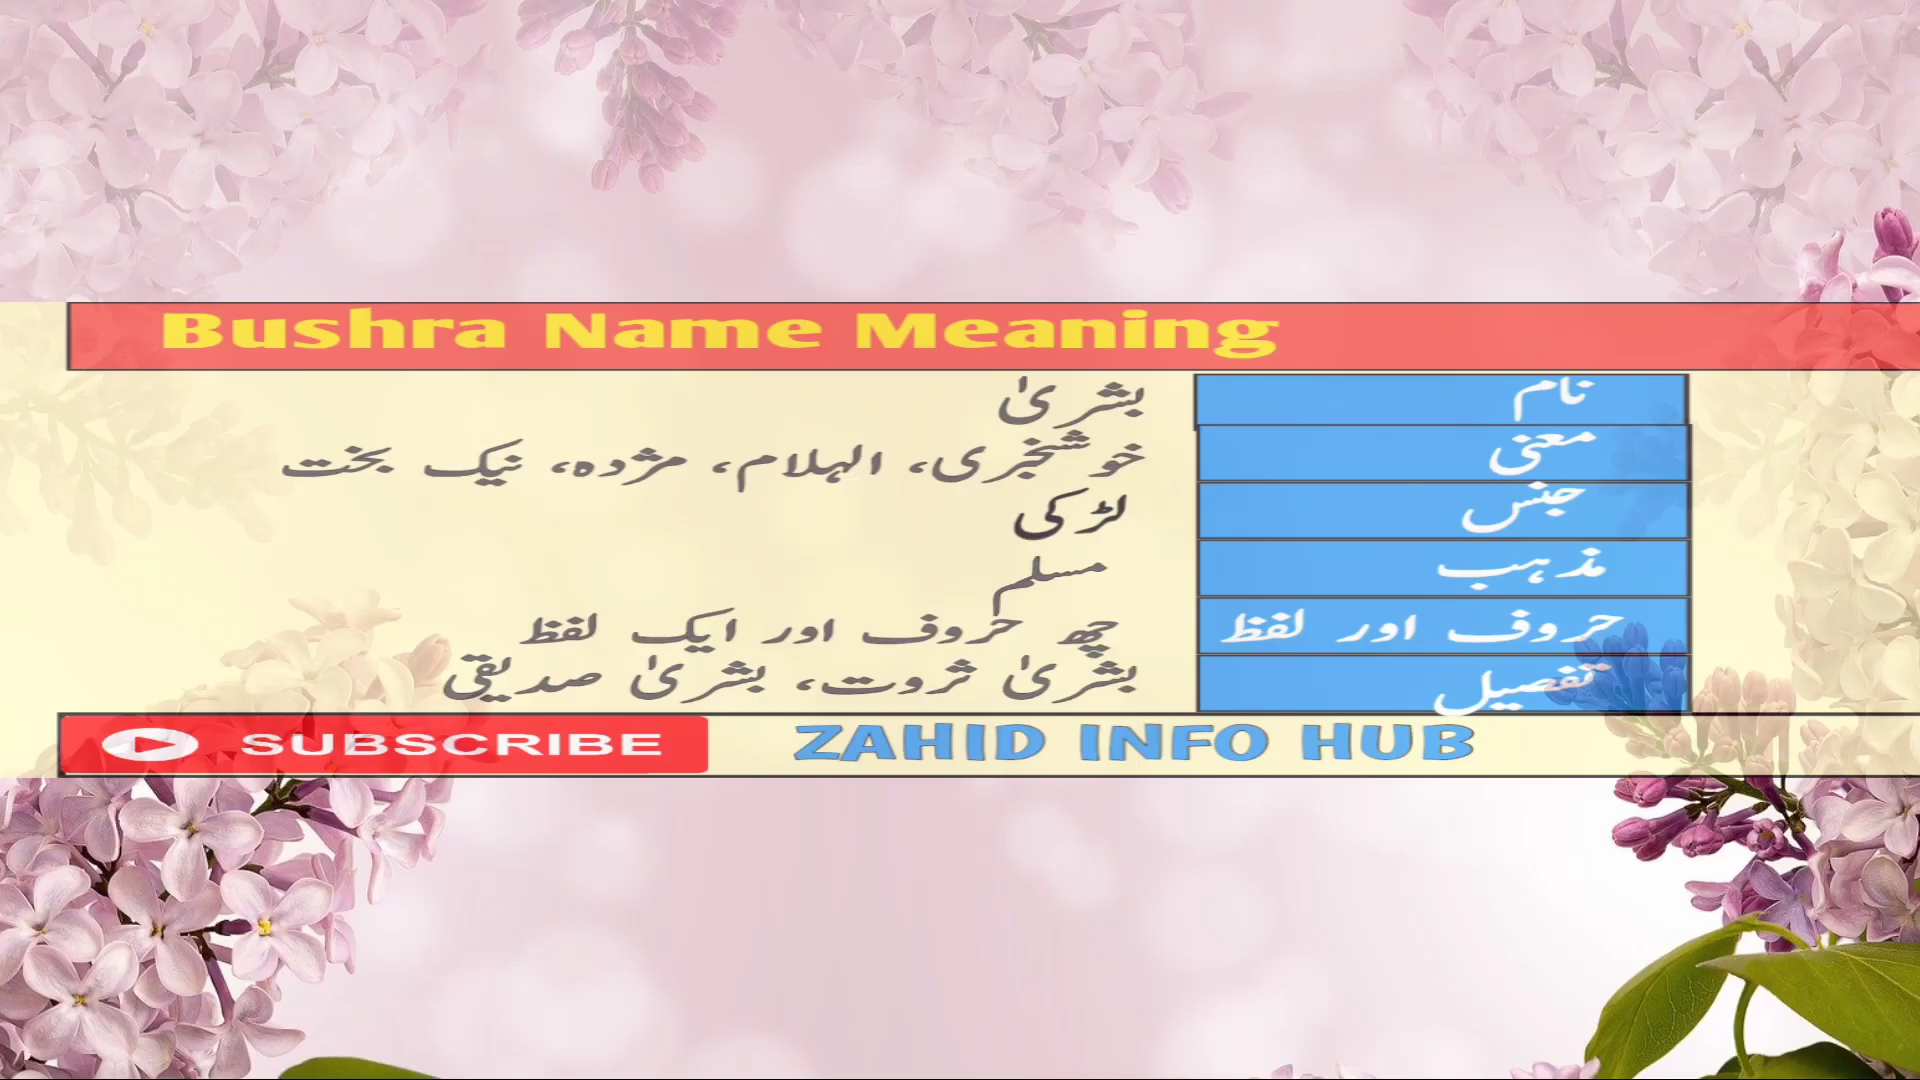 Bushra Name Meaning
نام بشریٰ
معنی خوشخبری، الہلام، مژدہ، نیک بخت
جنس لڑکی
مذہب مسلم
حروف اور لفظ چھ حروف اور ایک لفظ
تفصیل بشریٰ ثروت، بشریٰ صدیقی
SUBSCRIBE ZAHID INFO HUB